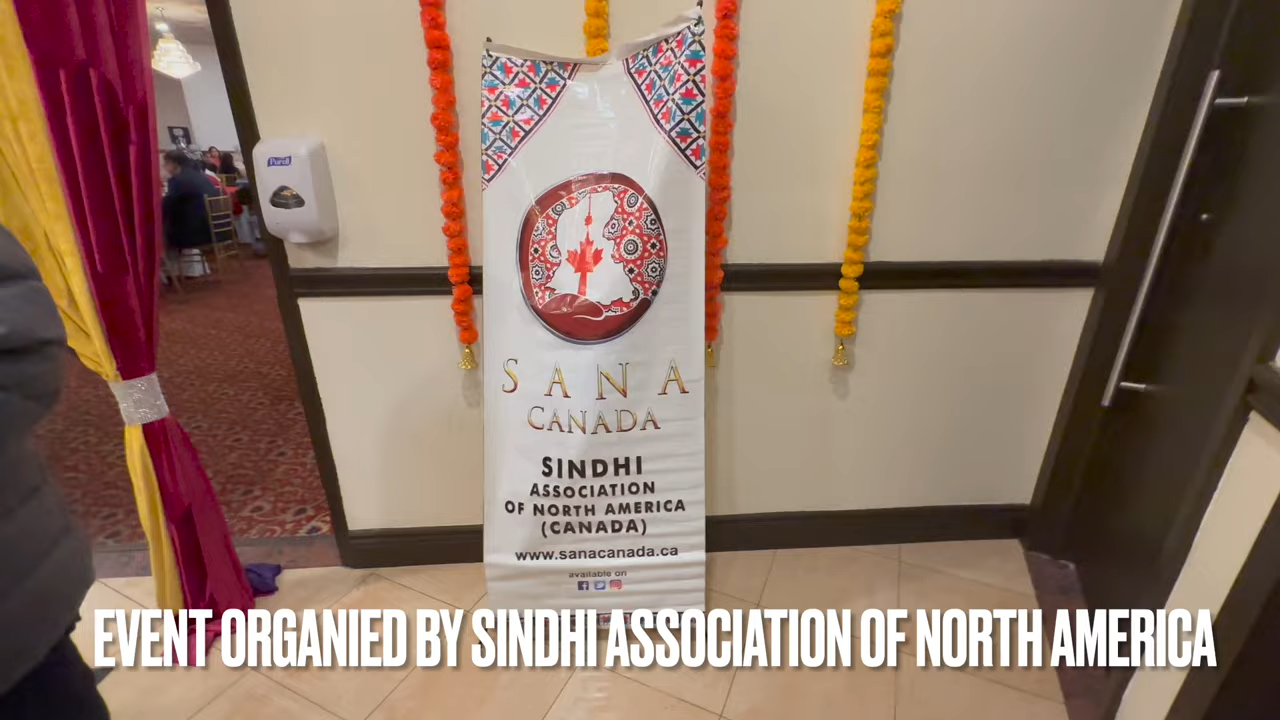 Purell
SANA
CANADA
SINDHI
ASSOCIATION
OF NORTH AMERICA
(CANADA)
www.sanacanada.ca
available on
EVENT ORGANIED BY SINDHI ASSOCIATION OF NORTH AMERICA